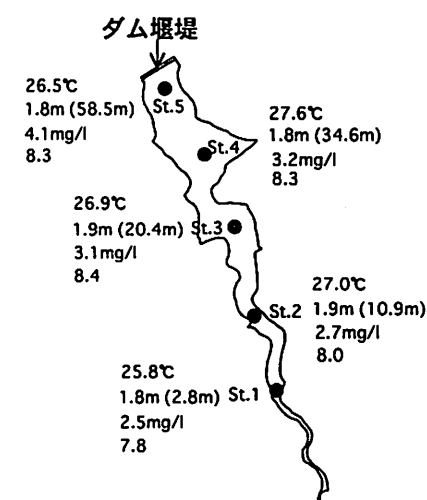 ダム堰堤
26.5℃
1.8m (58.5m)
4.1mg/l
8.3
St.5
27.6℃
1.8m (34.6m)
3.2mg/l
8.3
St.4
26.9℃
1.9m (20.4m)
3.1mg/l
8.4
St.3
27.0℃
1.9m (10.9m)
2.7mg/l
8.0
St.2
25.8℃
1.8m (2.8m)
2.5mg/l
7.8
St.1